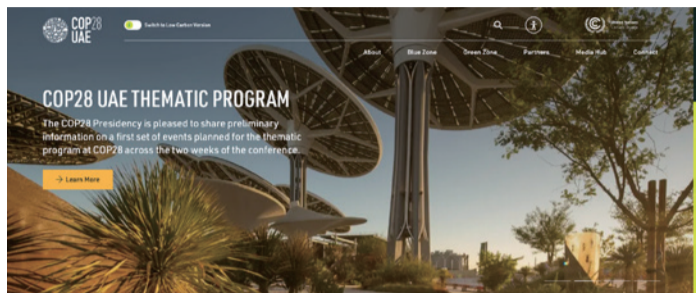 COP28
UAE
Switch to Low Carbon Version
About
Blue Zone
Green Zone
Partners
Media Hub
Connect
COP28 UAE THEMATIC PROGRAM
The COP28 Presidency is pleased to share preliminary
information on a first set of events planned for the thematic
program at COP28 across the two weeks of the conference.
→ Learn More